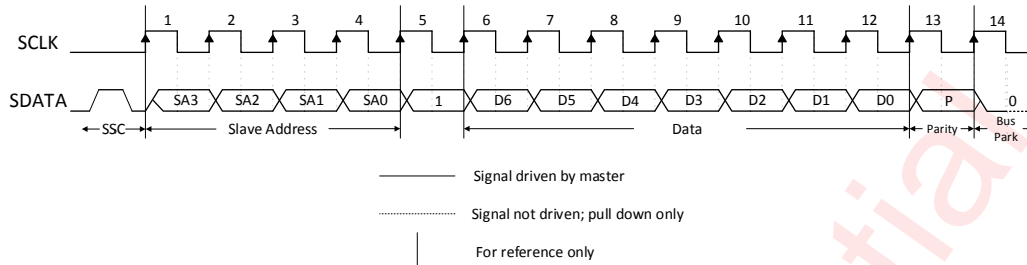 1 2 3 4 5 6 7 8 9 10 11 12 13 14
SCLK
SDATA SA3 SA2 SA1 SA0 1 D6 D5 D4 D3 D2 D1 D0 P 0
SSC Slave Address Data Parity Bus Park
Signal driven by master
Signal not driven; pull down only
For reference only